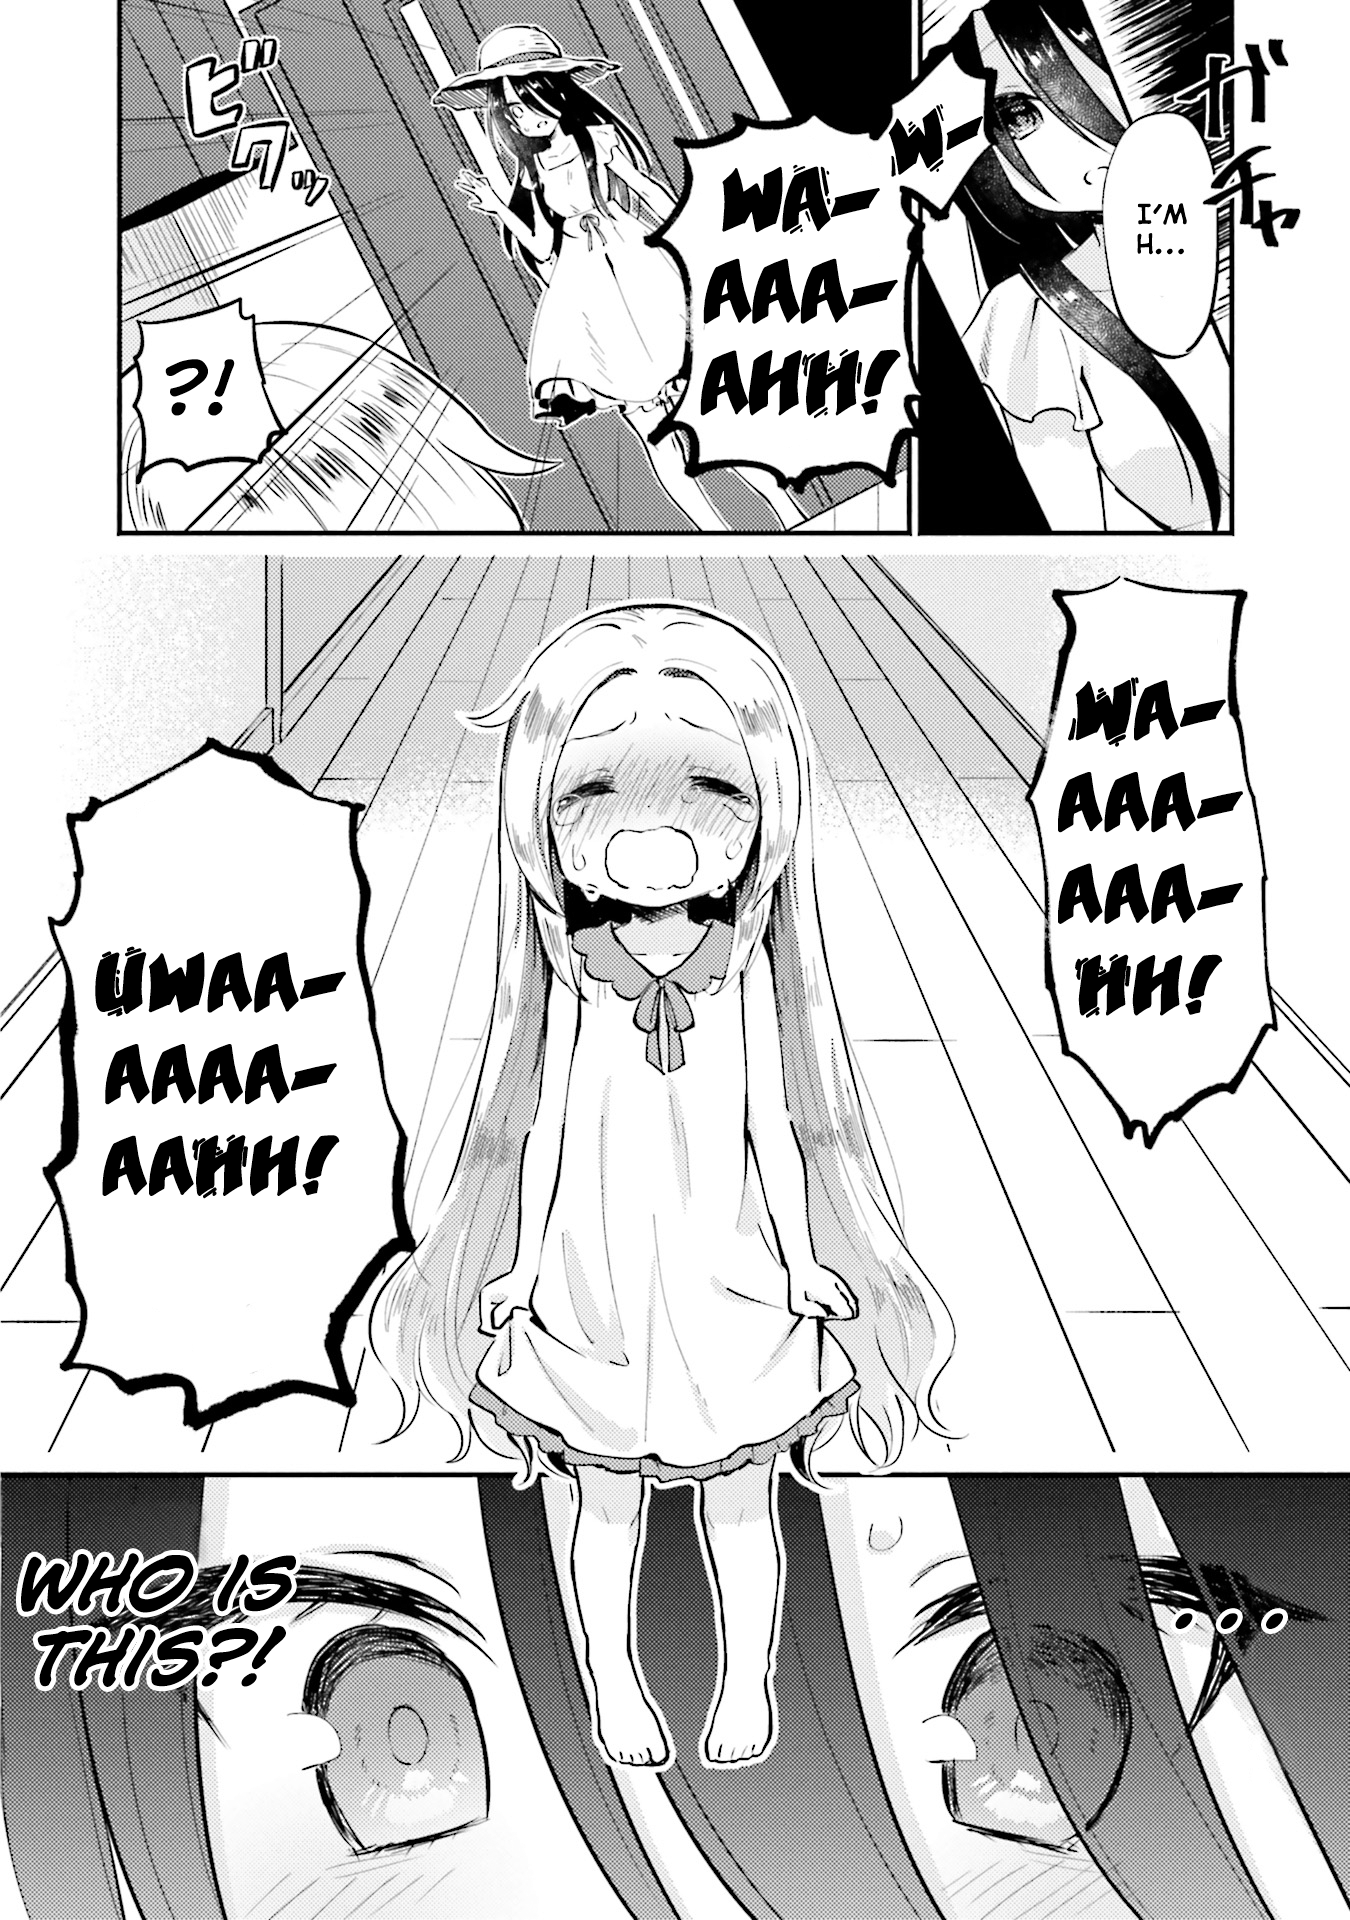 ガチャ
I'M
H...
W-
WA-
AAA-
AHH!
ビクッ
?!
WA-
AAA-
AAA-
HH!
UWAA-
AAAA-
AAHH!
...
WHO IS
THIS?!